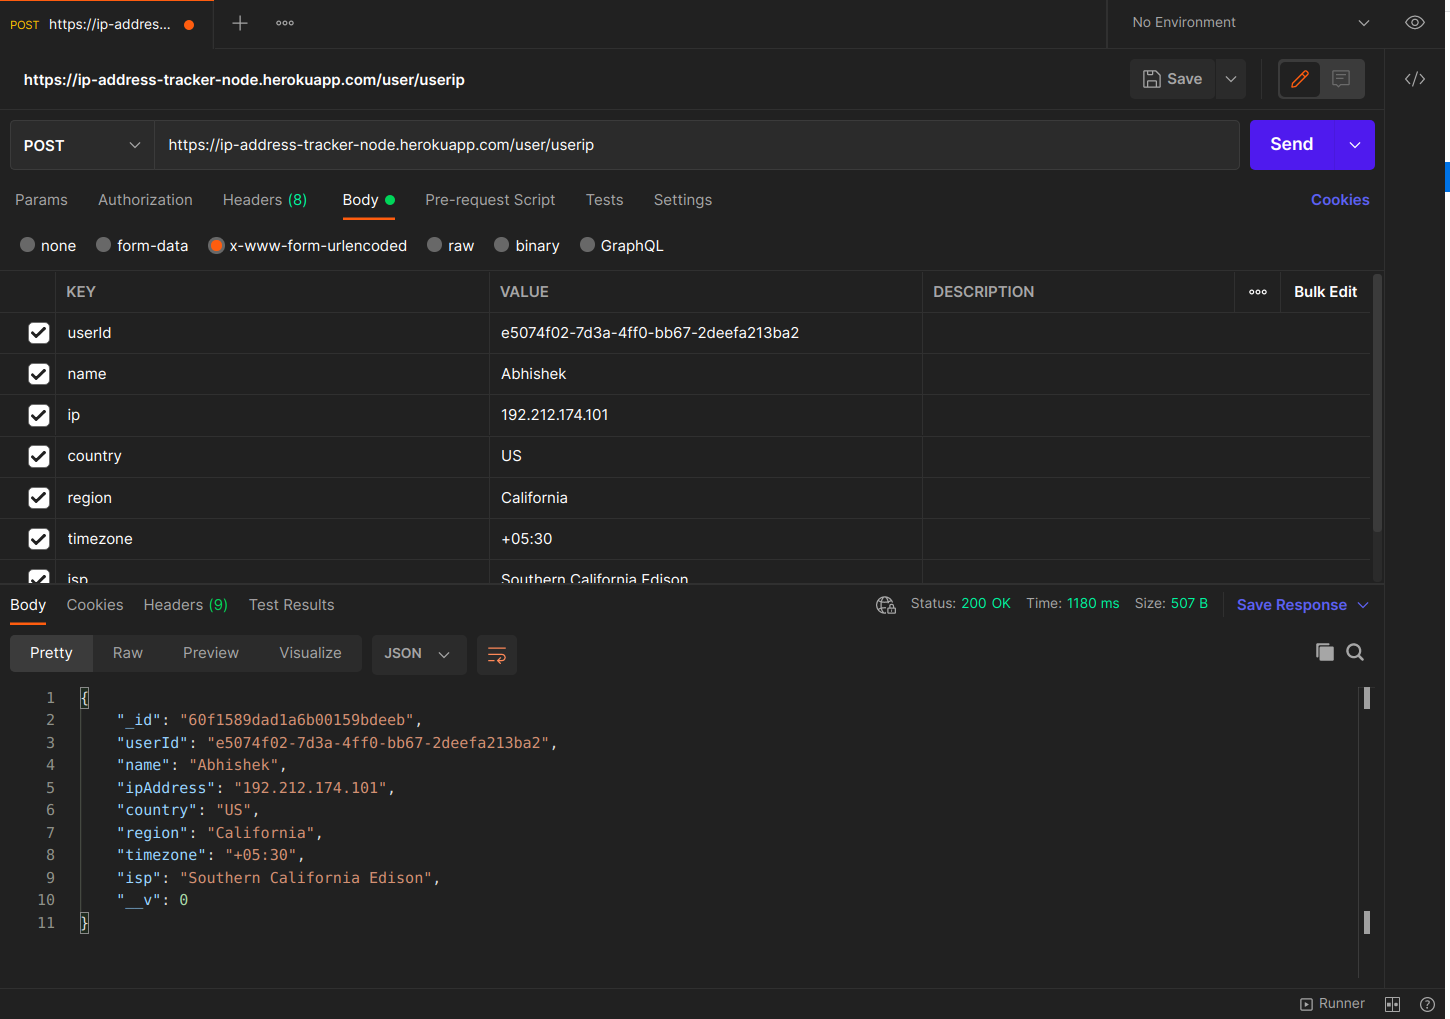 POST https://ip-addres...
No Environment
https://ip-address-tracker-node.herokuapp.com/user/userip
Save
POST https://ip-address-tracker-node.herokuapp.com/user/userip Send
Params Authorization Headers (8) Body Pre-request Script Tests Settings Cookies
none form-data x-www-form-urlencoded raw binary GraphQL
KEY VALUE DESCRIPTION Bulk Edit
userId e5074f02-7d3a-4ff0-bb67-2deefa213ba2
name Abhishek
ip 192.212.174.101
country US
region California
timezone +05:30
isp Southern California Edison
Body Cookies Headers (9) Test Results Status: 200 OK Time: 1180 ms Size: 507 B Save Response
Pretty Raw Preview Visualize JSON
1 {
2 "_id": "60f1589dad1a6b00159bdeeb",
3 "userId": "e5074f02-7d3a-4ff0-bb67-2deefa213ba2",
4 "name": "Abhishek",
5 "ipAddress": "192.212.174.101",
6 "country": "US",
7 "region": "California",
8 "timezone": "+05:30",
9 "isp": "Southern California Edison",
10 "__v": 0
11 }
Runner